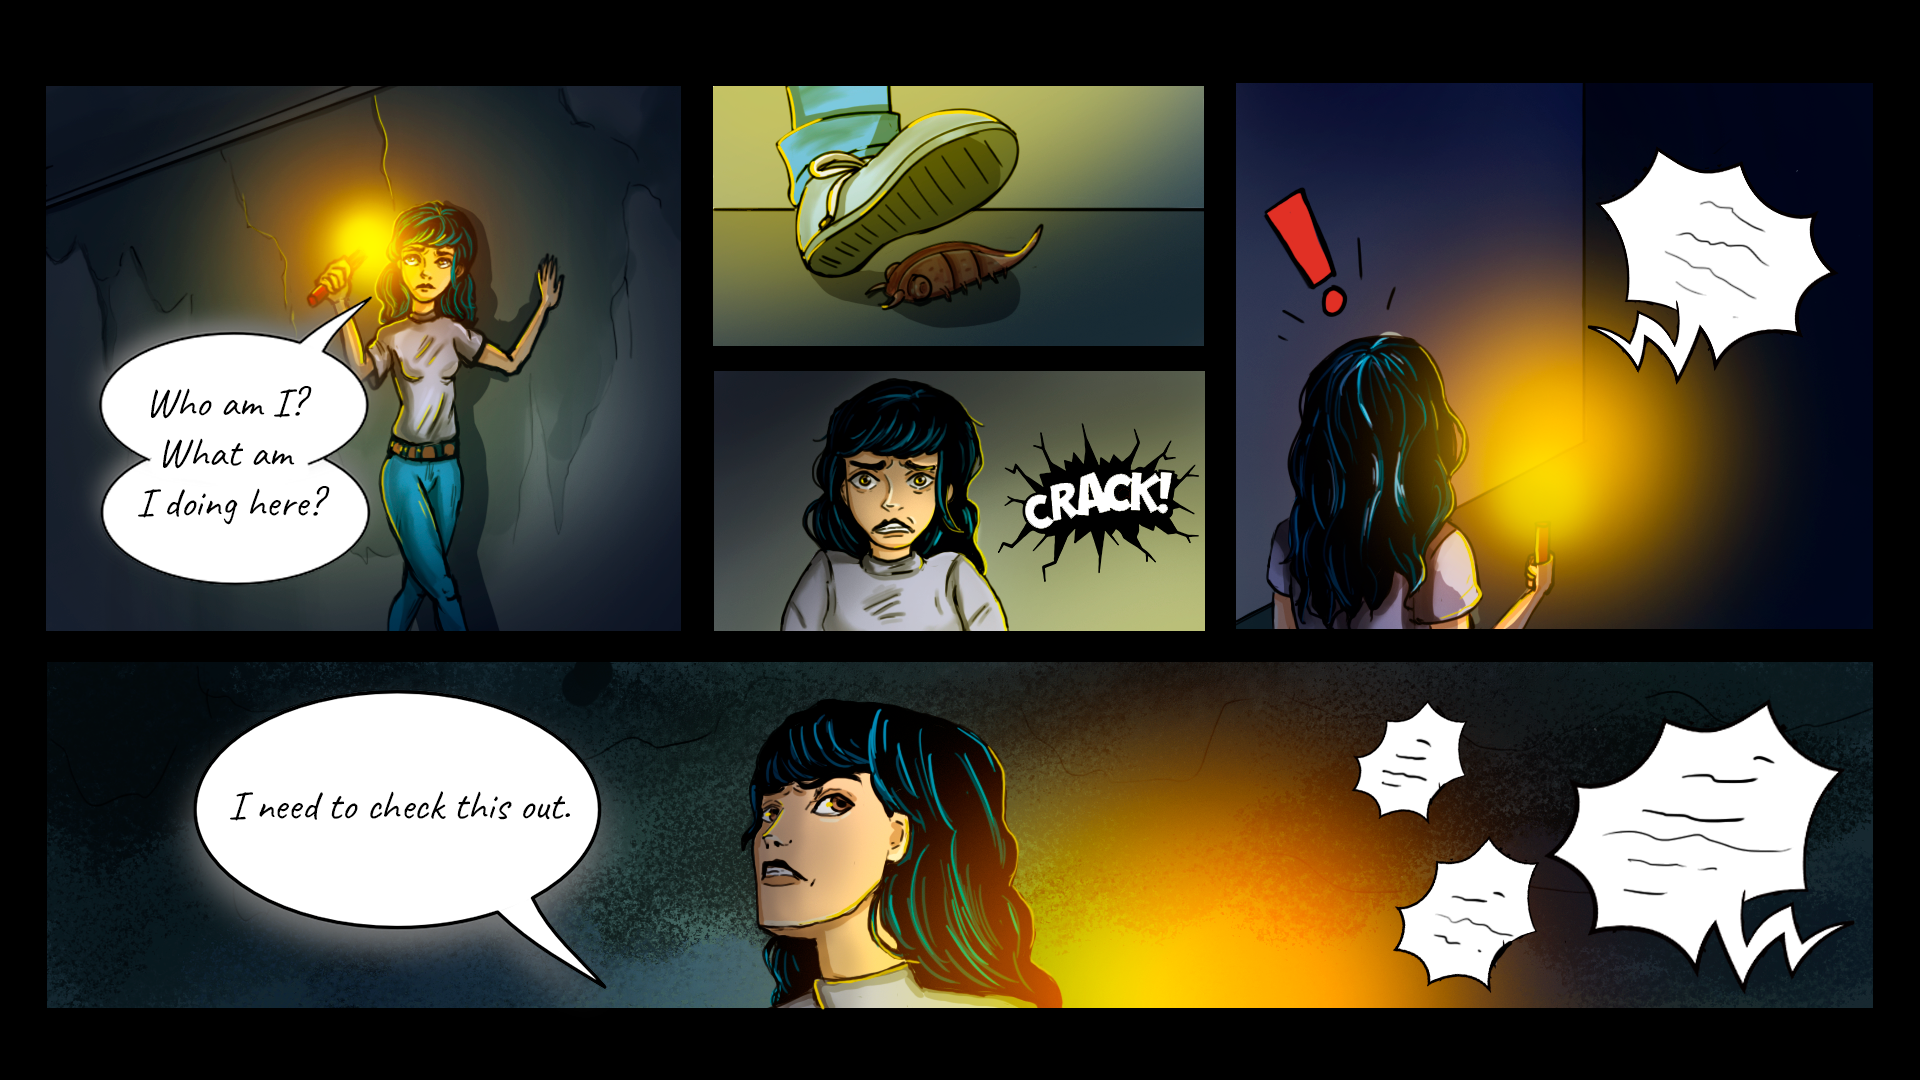 Who am I?
What am
I doing here?
CRACK!
I need to check this out.